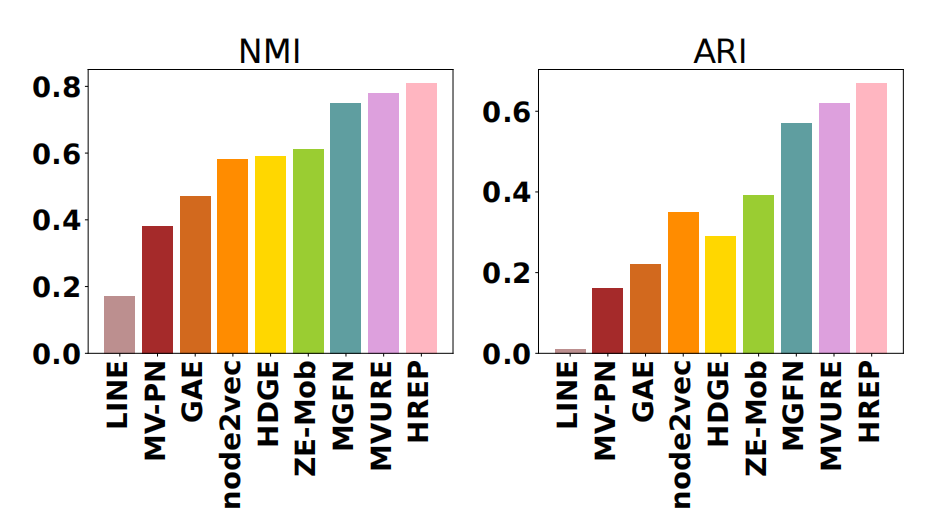 NMI
0.8
0.6
0.4
0.2
0.0
LINE
MV-PN
GAE
node2vec
HDGE
ZE-Mob
MGFN
MVURE
HREP
ARI
0.6
0.4
0.2
0.0
LINE
MV-PN
GAE
node2vec
HDGE
ZE-Mob
MGFN
MVURE
HREP